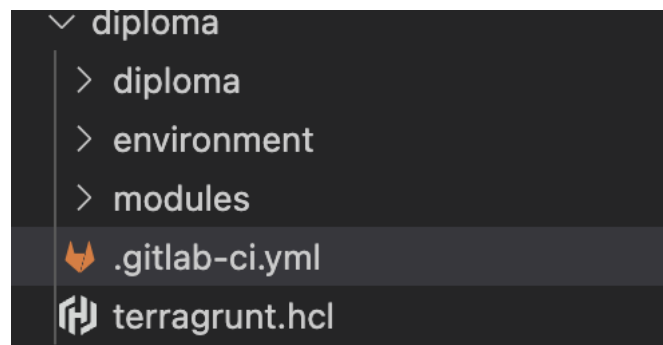 diploma
diploma
environment
modules
.gitlab-ci.yml
terragrunt.hcl